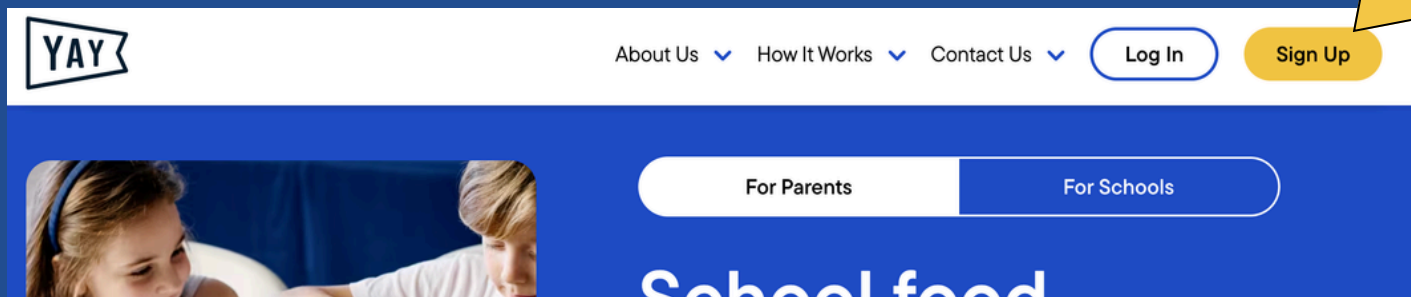 YAY
About Us How It Works Contact Us Log In Sign Up
For Parents For Schools
School food